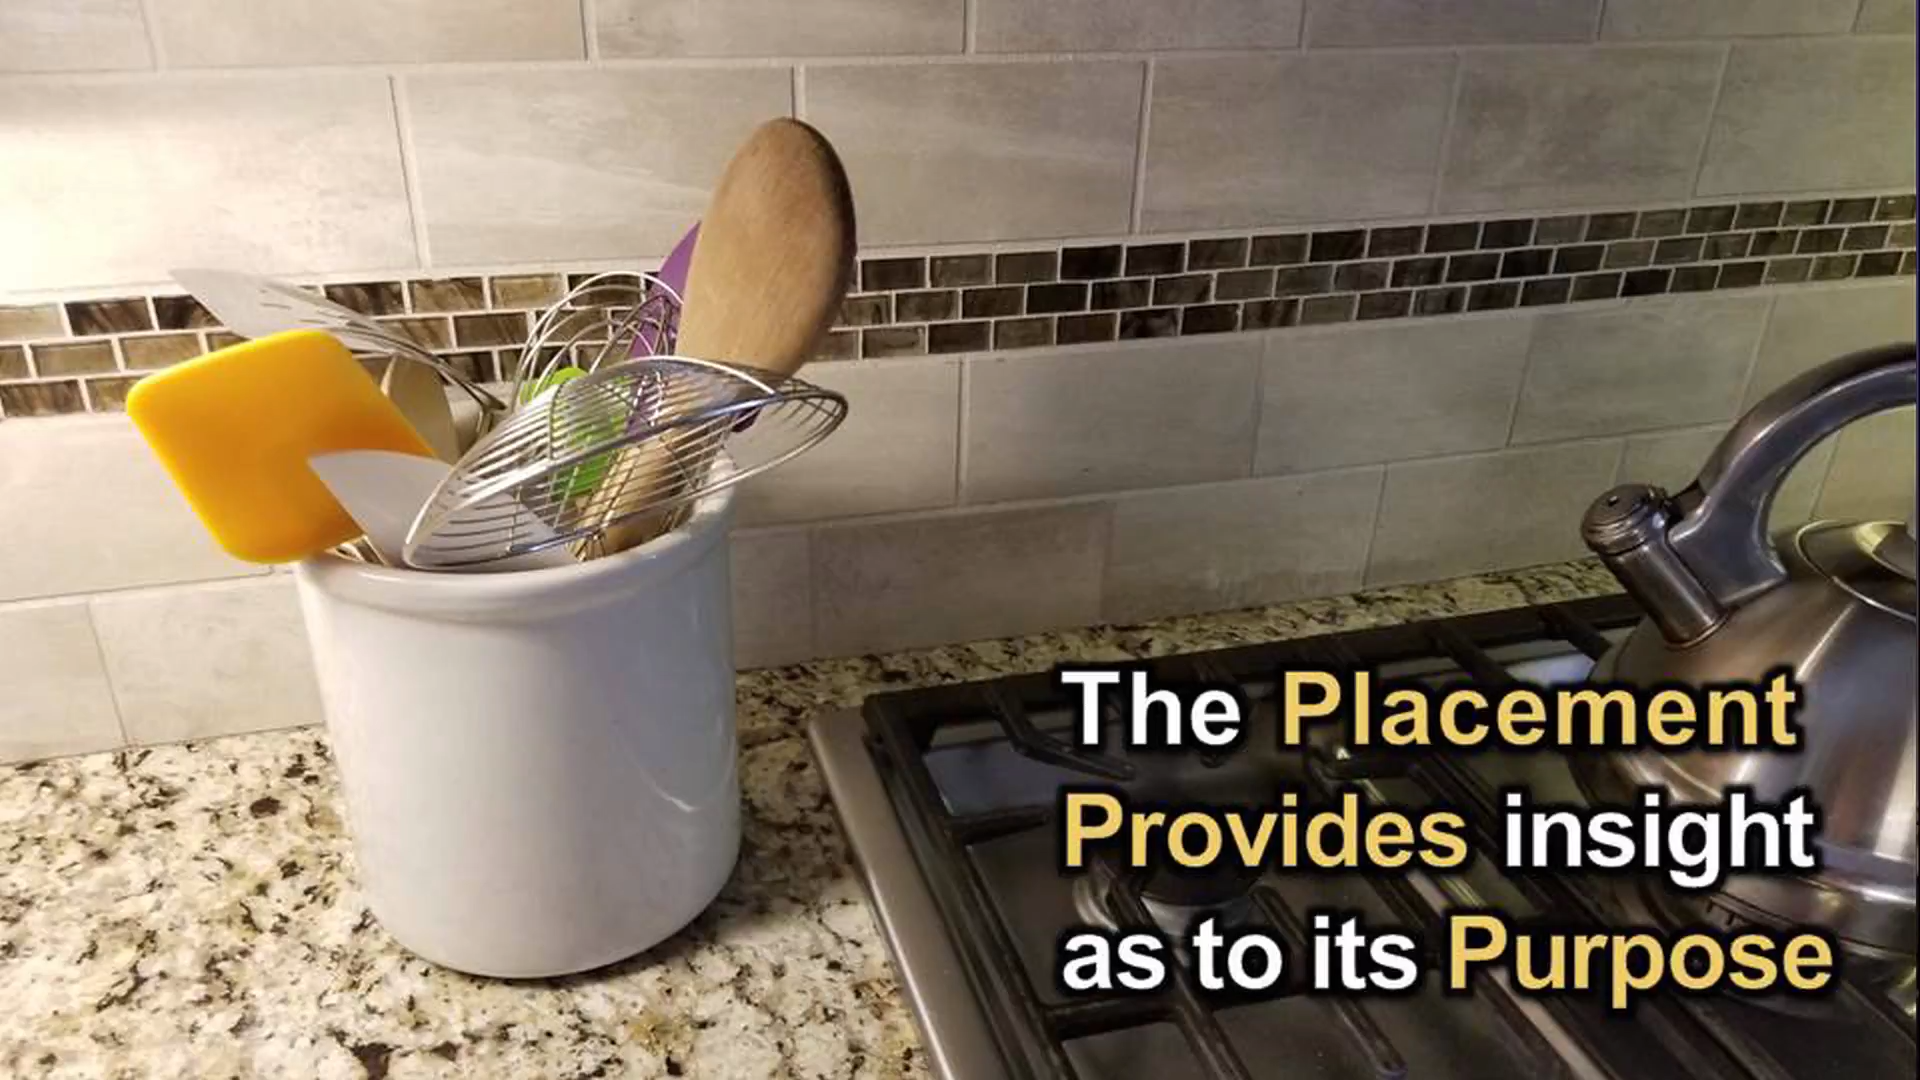 The Placement
Provides insight
as to its Purpose